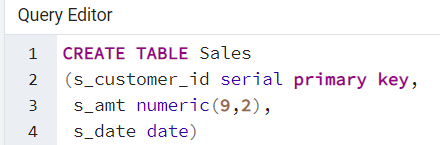 Query Editor
1 CREATE TABLE Sales
2 (s_customer_id serial primary key,
3 s_amt numeric(9,2),
4 s_date date)